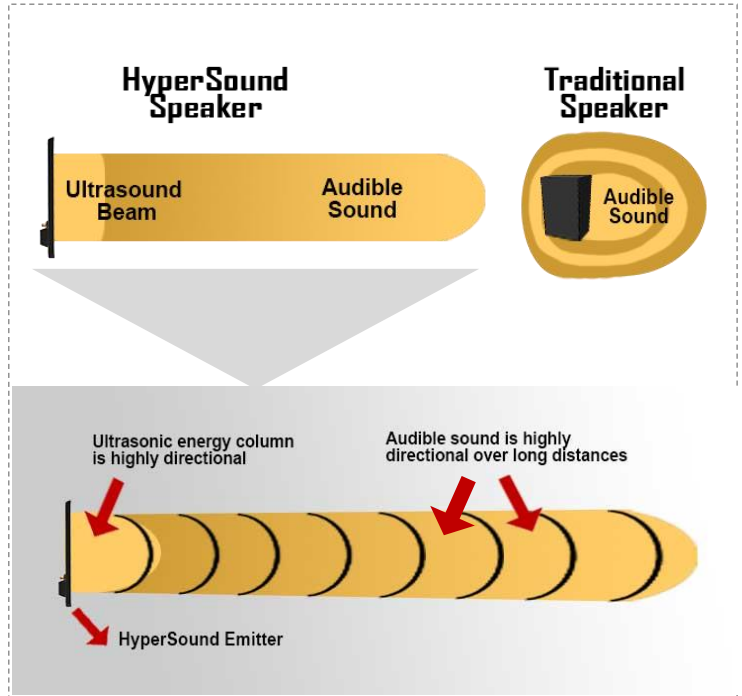 HyperSound
Speaker
Traditional
Speaker
Ultrasound
Beam
Audible
Sound
Audible
Sound
Ultrasonic energy column
is highly directional
Audible sound is highly
directional over long distances
HyperSound Emitter